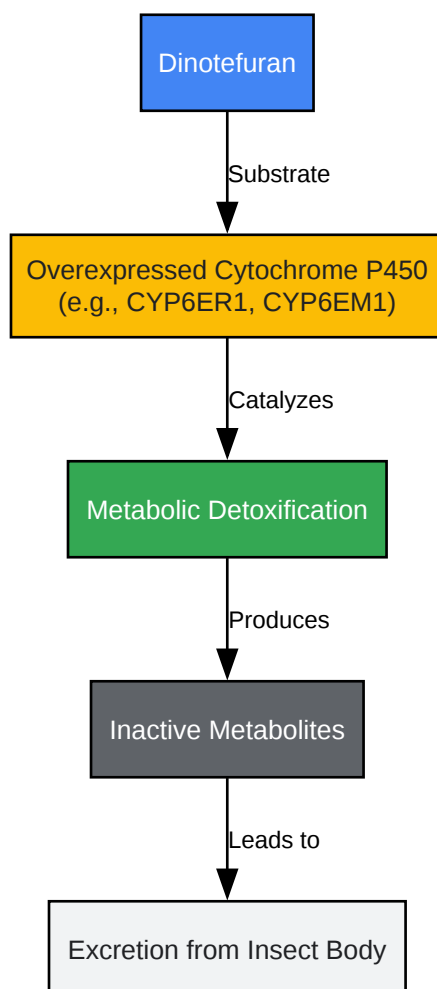 Dinotefuran
Substrate
Overexpressed Cytochrome P450
(e.g., CYP6ER1, CYP6EM1)
Catalyzes
Metabolic Detoxification
Produces
Inactive Metabolites
Leads to
Excretion from Insect Body